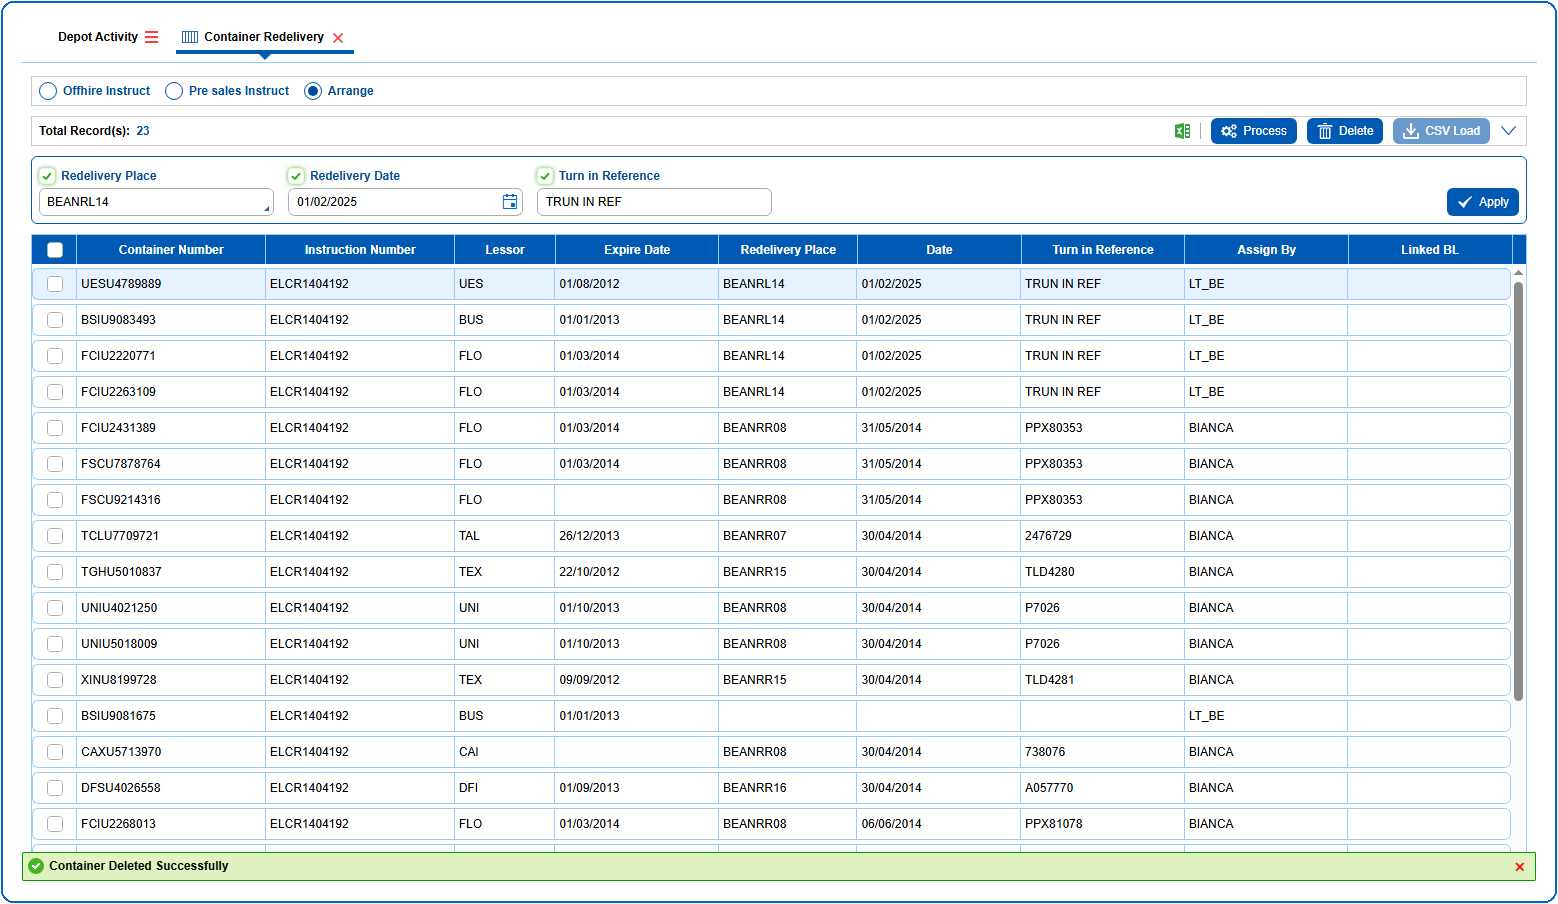 Depot Activity Container Redelivery
Offhire Instruct Pre sales Instruct Arrange
Total Record(s): 23 Process Delete CSV Load
Redelivery Place Redelivery Date Turn in Reference
BEANRL14 01/02/2025 TRUN IN REF Apply
Container Number Instruction Number Lessor Expire Date Redelivery Place Date Turn in Reference Assign By Linked BL
UESU4789889 ELCR1404192 UES 01/08/2012 BEANRL14 01/02/2025 TRUN IN REF LT_BE
BSIU9083493 ELCR1404192 BUS 01/01/2013 BEANRL14 01/02/2025 TRUN IN REF LT_BE
FCIU2220771 ELCR1404192 FLO 01/03/2014 BEANRL14 01/02/2025 TRUN IN REF LT_BE
FCIU2263109 ELCR1404192 FLO 01/03/2014 BEANRL14 01/02/2025 TRUN IN REF LT_BE
FCIU2431389 ELCR1404192 FLO 01/03/2014 BEANRR08 31/05/2014 PPX80353 BIANCA
FSCU7878764 ELCR1404192 FLO 01/03/2014 BEANRR08 31/05/2014 PPX80353 BIANCA
FSCU9214316 ELCR1404192 FLO BEANRR08 31/05/2014 PPX80353 BIANCA
TCLU7709721 ELCR1404192 TAL 26/12/2013 BEANRR07 30/04/2014 2476729 BIANCA
TGHU5010837 ELCR1404192 TEX 22/10/2012 BEANRR15 30/04/2014 TLD4280 BIANCA
UNIU4021250 ELCR1404192 UNI 01/10/2013 BEANRR08 30/04/2014 P7026 BIANCA
UNIU5018009 ELCR1404192 UNI 01/10/2013 BEANRR08 30/04/2014 P7026 BIANCA
XINU8199728 ELCR1404192 TEX 09/09/2012 BEANRR15 30/04/2014 TLD4281 BIANCA
BSIU9081675 ELCR1404192 BUS 01/01/2013 LT_BE
CAXU5713970 ELCR1404192 CAI BEANRR08 30/04/2014 738076 BIANCA
DFSU4026558 ELCR1404192 DFI 01/09/2013 BEANRR16 30/04/2014 A057770 BIANCA
FCIU2268013 ELCR1404192 FLO 01/03/2014 BEANRR08 06/06/2014 PPX81078 BIANCA
Container Deleted Successfully